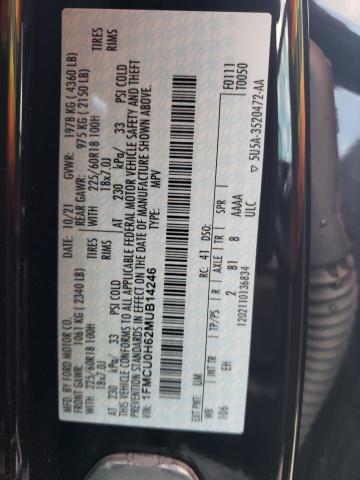 MFD. BY FORD MOTOR CO.
DATE: 10/21 GVWR: 1978 KG ( 4360 LB)
FRONT GAWR: 1061 KG ( 2340 LB) REAR GAWR: 975 KG ( 2150 LB)
WITH 225/60R18 100H TIRES WITH 225/60R18 100H TIRES
18x7.0J RIMS 18x7.0J RIMS
AT 230 kPa/ 33 PSI COLD AT 230 kPa/ 33 PSI COLD
THIS VEHICLE CONFORMS TO ALL APPLICABLE FEDERAL MOTOR VEHICLE SAFETY AND THEFT
PREVENTION STANDARDS IN EFFECT ON THE DATE OF MANUFACTURE SHOWN ABOVE.
VIN: 1FMCU0H62MUB14246
TYPE: MPV
F0111
T0050
EXT PNT: UM RC: 41 DSO:
WB INT TR TP/PS R AXLE TR SPR
106 EH 2 81 8 AAAA
ULC
1202110136834
▽ 5U5A-3520472-AA